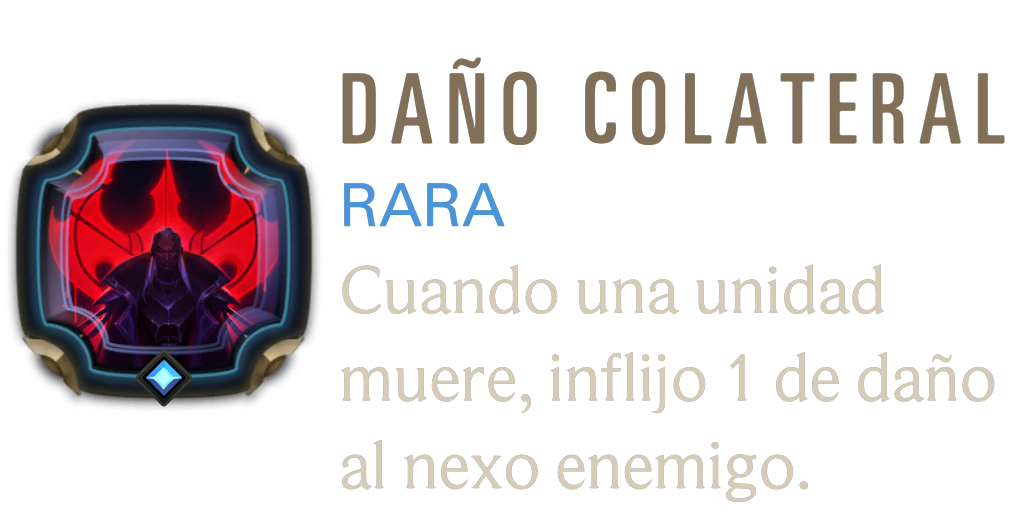 DAÑO COLATERAL
RARA
Cuando una unidad
muere, inflijo 1 de daño
al nexo enemigo.